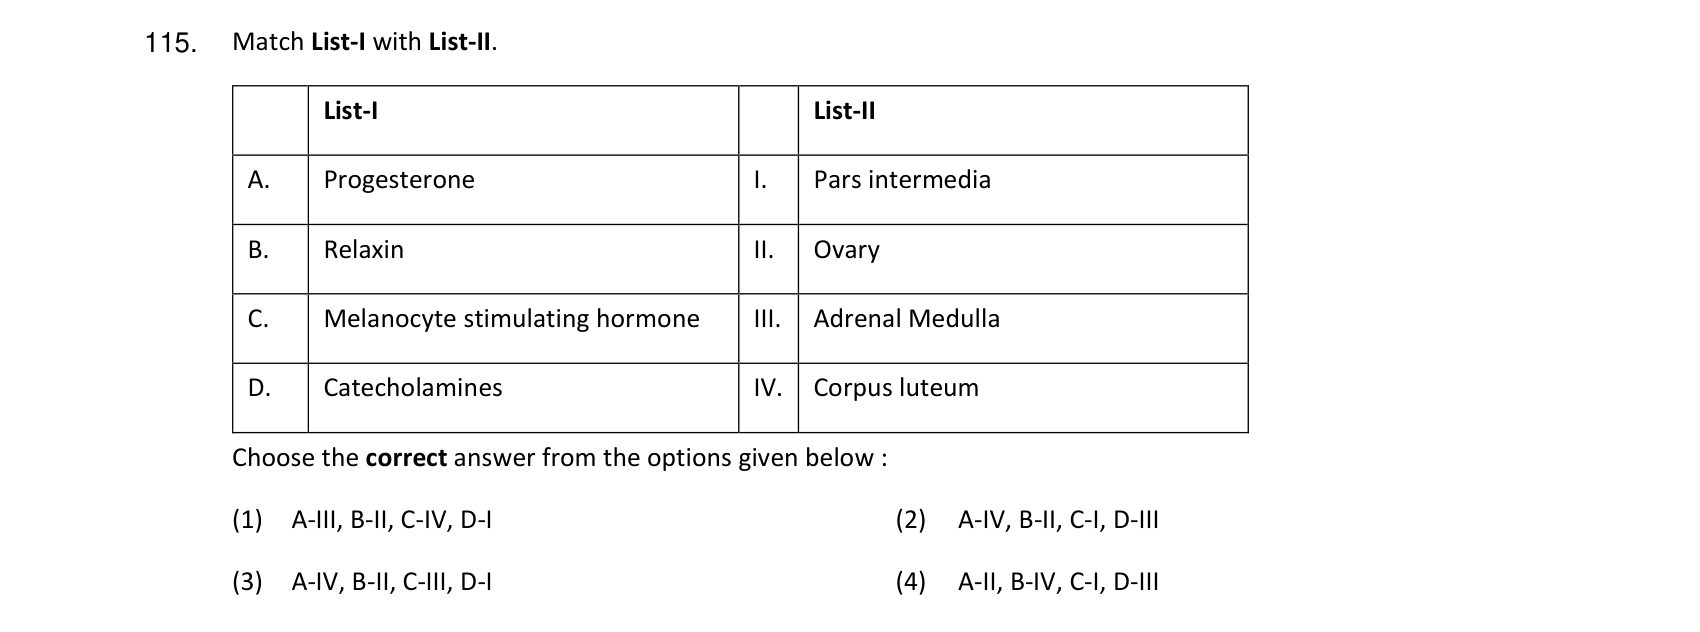 115. Match List-I with List-II.
List-I List-II
A. Progesterone I. Pars intermedia
B. Relaxin II. Ovary
C. Melanocyte stimulating hormone III. Adrenal Medulla
D. Catecholamines IV. Corpus luteum
Choose the correct answer from the options given below :
(1) A-III, B-II, C-IV, D-I (2) A-IV, B-II, C-I, D-III
(3) A-IV, B-II, C-III, D-I (4) A-II, B-IV, C-I, D-III